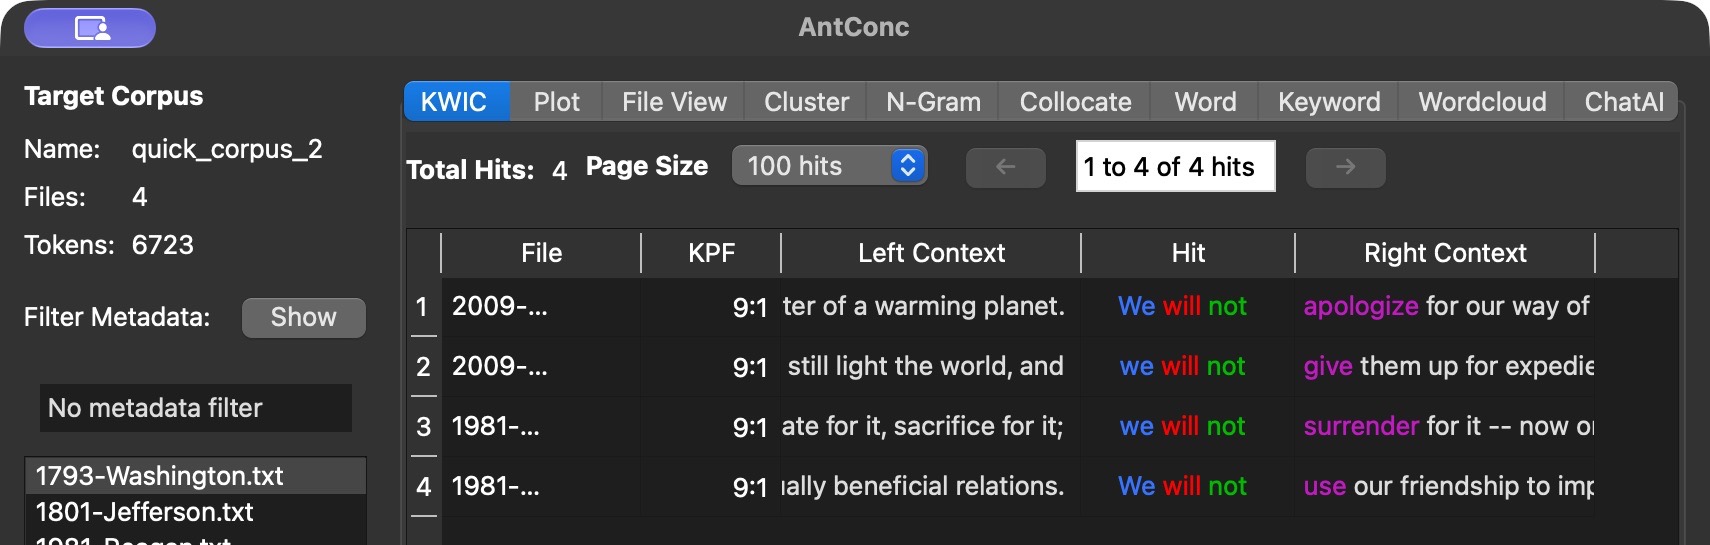 AntConc
Target Corpus
Name: quick_corpus_2
Files: 4
Tokens: 6723
Filter Metadata: Show
No metadata filter
1793-Washington.txt
1801-Jefferson.txt
1981-Reagan.txt
KWIC Plot File View Cluster N-Gram Collocate Word Keyword Wordcloud ChatAI
Total Hits: 4 Page Size 100 hits ← 1 to 4 of 4 hits →
File KPF Left Context Hit Right Context
1 2009-... 9:1 ter of a warming planet. We will not apologize for our way of
2 2009-... 9:1 still light the world, and we will not give them up for expedie
3 1981-... 9:1 ate for it, sacrifice for it; we will not surrender for it -- now or
4 1981-... 9:1 ually beneficial relations. We will not use our friendship to imp